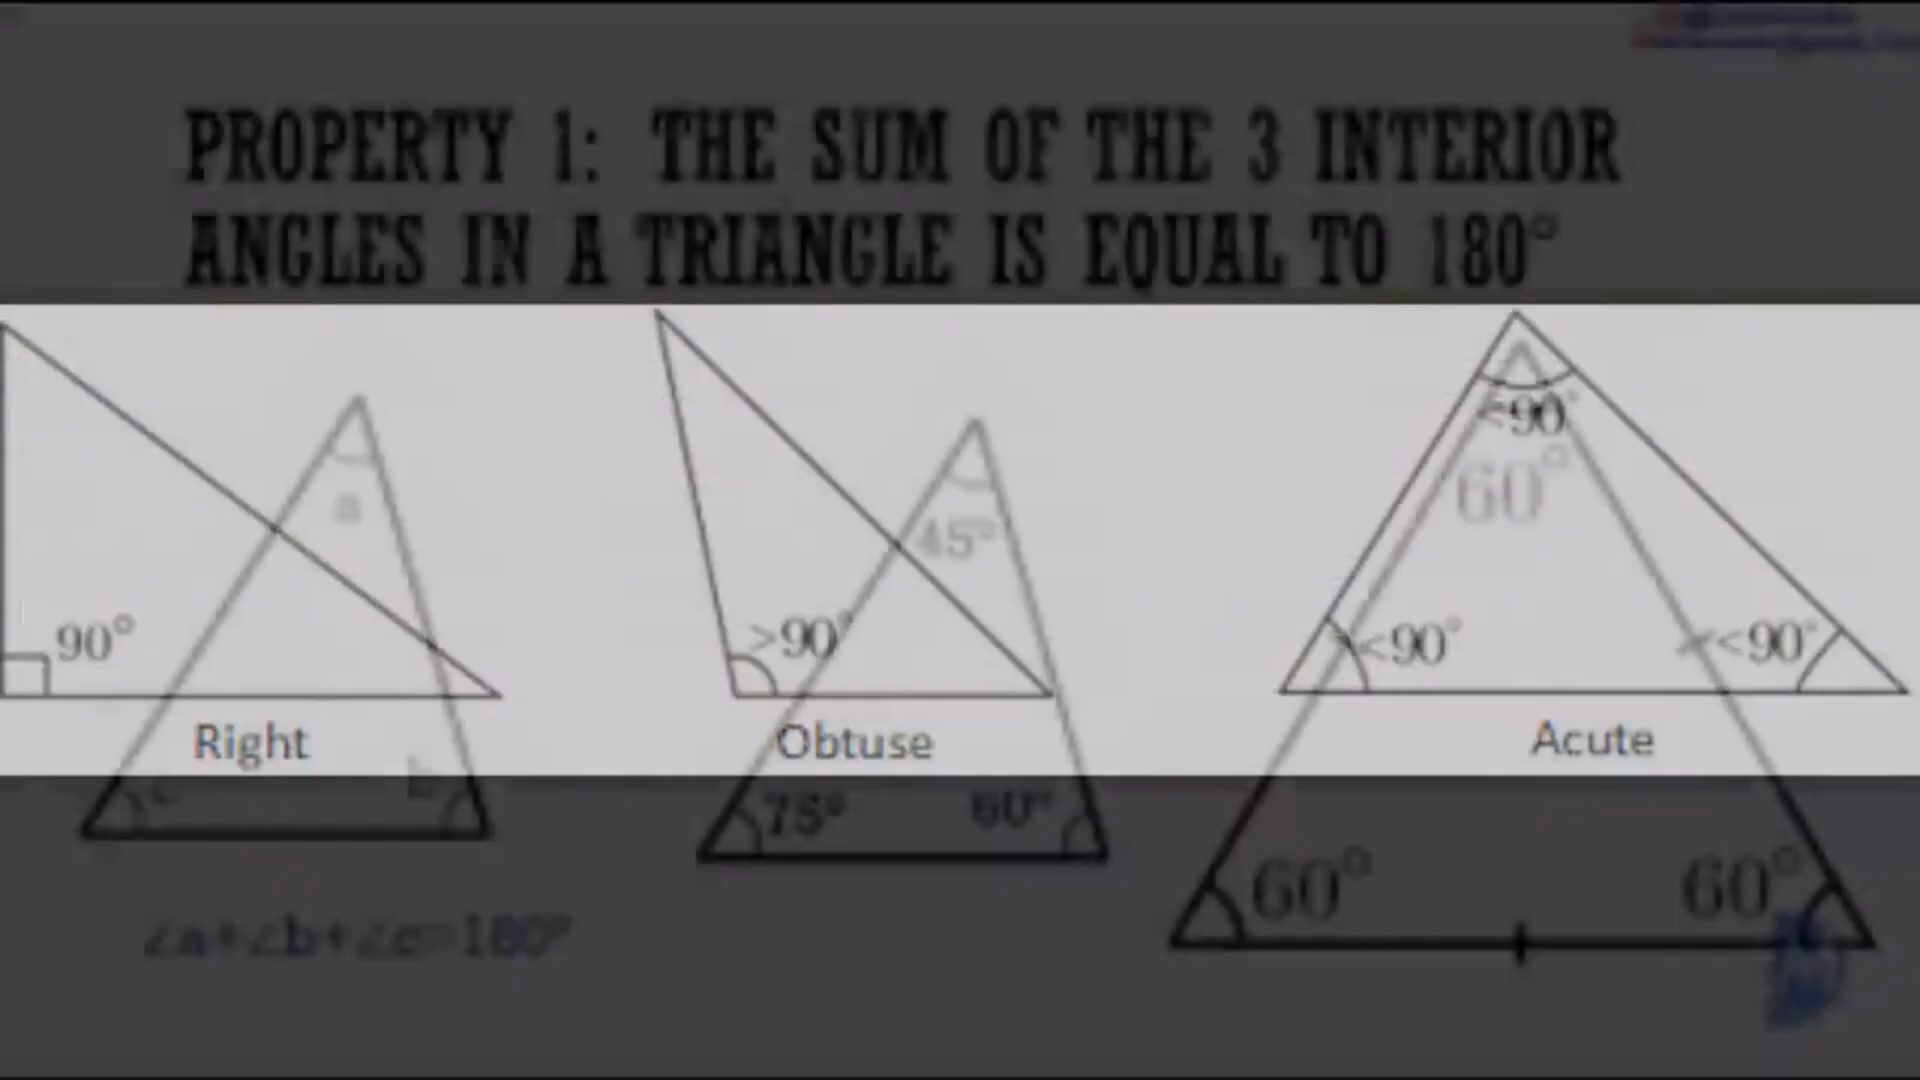 PROPERTY 1: THE SUM OF THE 3 INTERIOR
ANGLES IN A TRIANGLE IS EQUAL TO 180°
a
45°
<90°
60°
90°
>90°
<90°
<90°
Right
Obtuse
Acute
c
b
75°
60°
60°
60°
∠a+∠b+∠c=180°